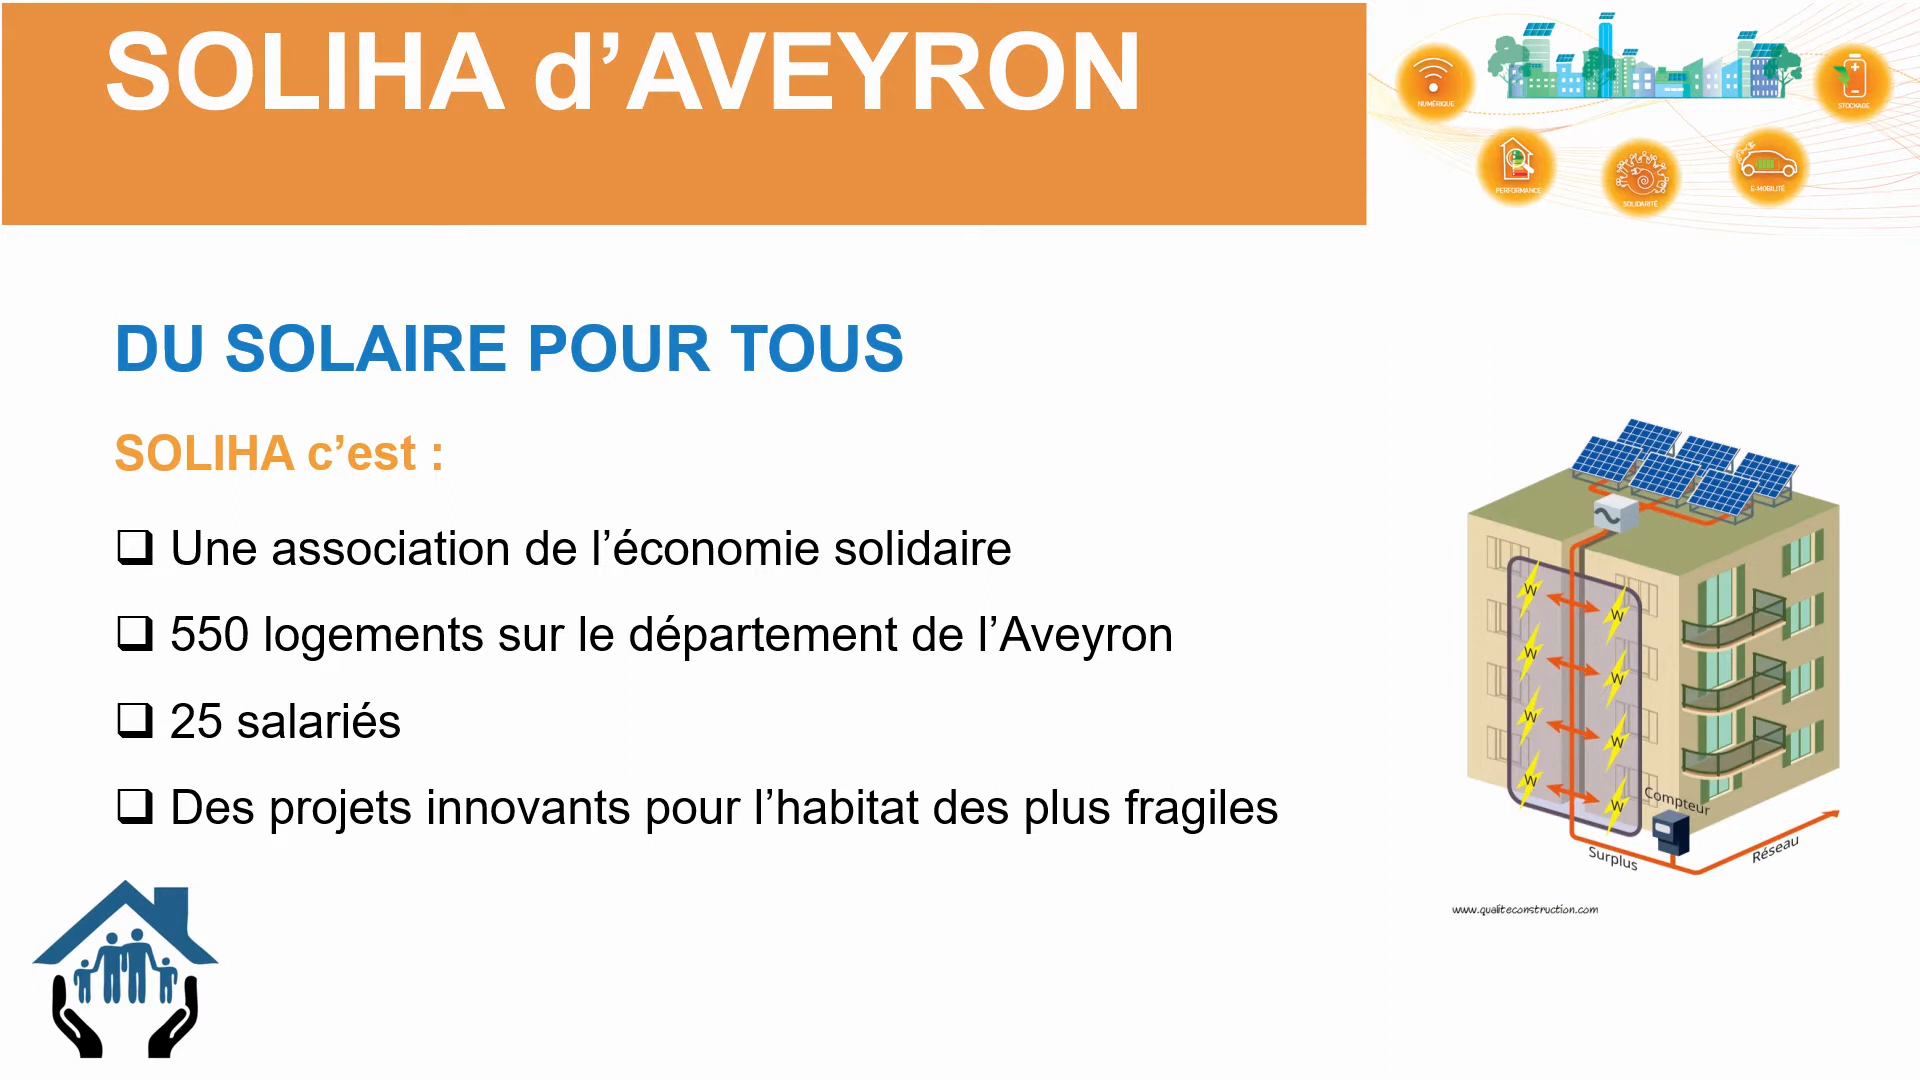 SOLIHA d’AVEYRON
NUMÉRIQUE
STOCKAGE
PERFORMANCE
SOLIDARITÉ
E-MOBILITÉ
DU SOLAIRE POUR TOUS
SOLIHA c’est :
❑ Une association de l’économie solidaire
❑ 550 logements sur le département de l’Aveyron
❑ 25 salariés
❑ Des projets innovants pour l’habitat des plus fragiles
W
W
W
W
W
W
W
W
Compteur
Surplus
Réseau
www.qualiteconstruction.com